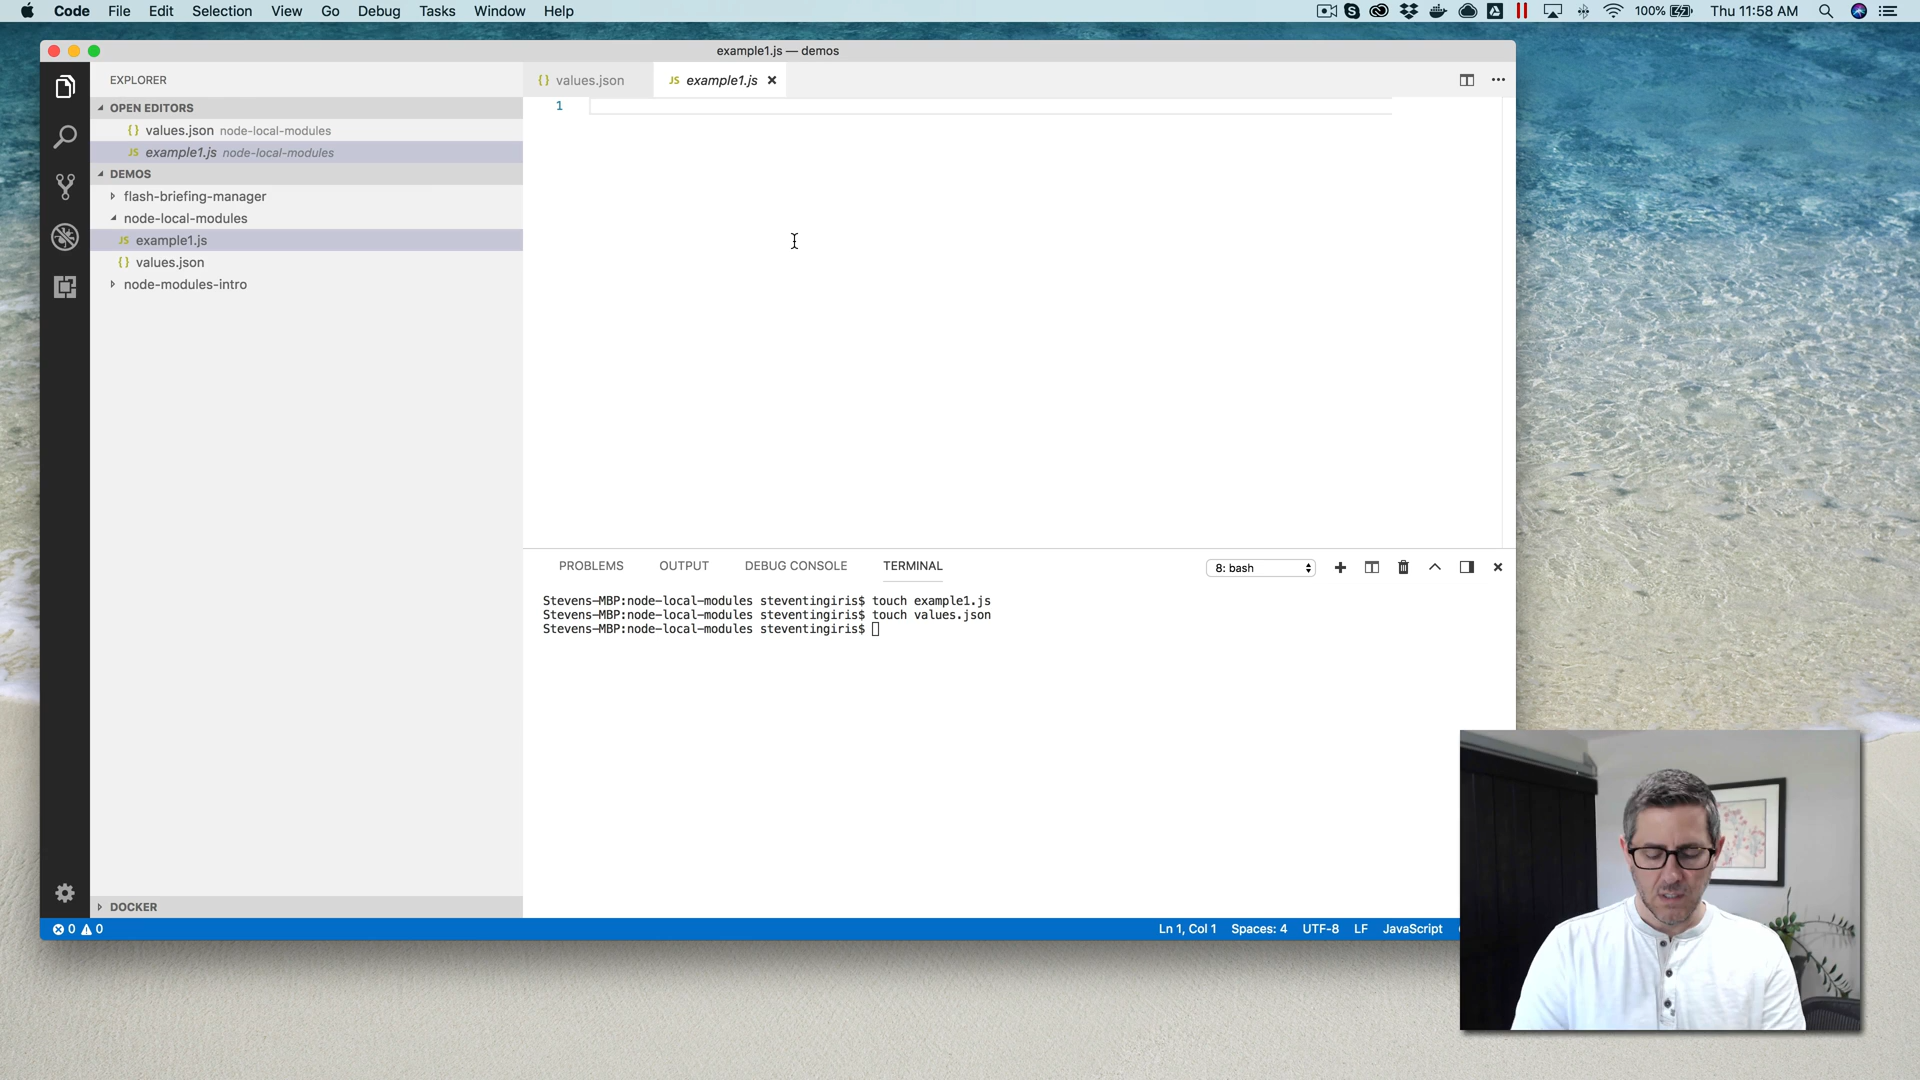 Code File Edit Selection View Go Debug Tasks Window Help 100% Thu 11:58 AM
example1.js — demos
EXPLORER
OPEN EDITORS
{} values.json node-local-modules
JS example1.js node-local-modules
DEMOS
flash-briefing-manager
node-local-modules
JS example1.js
{} values.json
node-modules-intro
DOCKER
{} values.json JS example1.js
1
PROBLEMS OUTPUT DEBUG CONSOLE TERMINAL 8: bash
Stevens-MBP:node-local-modules steventingiris$ touch example1.js
Stevens-MBP:node-local-modules steventingiris$ touch values.json
Stevens-MBP:node-local-modules steventingiris$
0 0 Ln 1, Col 1 Spaces: 4 UTF-8 LF JavaScript